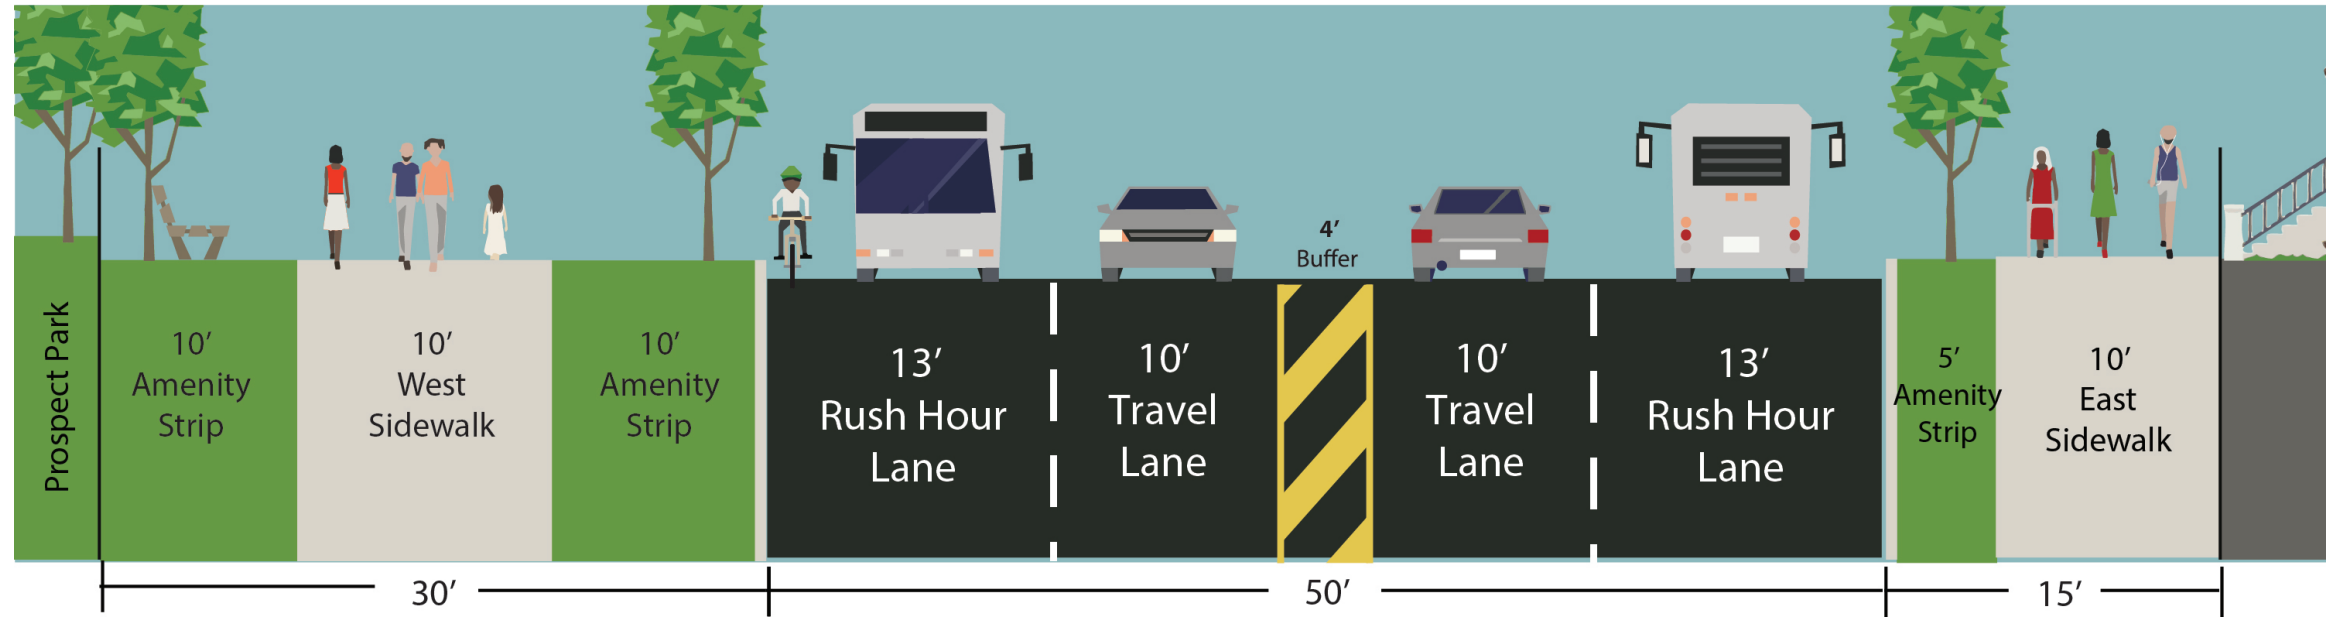 Prospect Park
10’
Amenity
Strip
10’
West
Sidewalk
10’
Amenity
Strip
13’
Rush Hour
Lane
10’
Travel
Lane
4’
Buffer
10’
Travel
Lane
13’
Rush Hour
Lane
5’
Amenity
Strip
10’
East
Sidewalk
30’
50’
15’